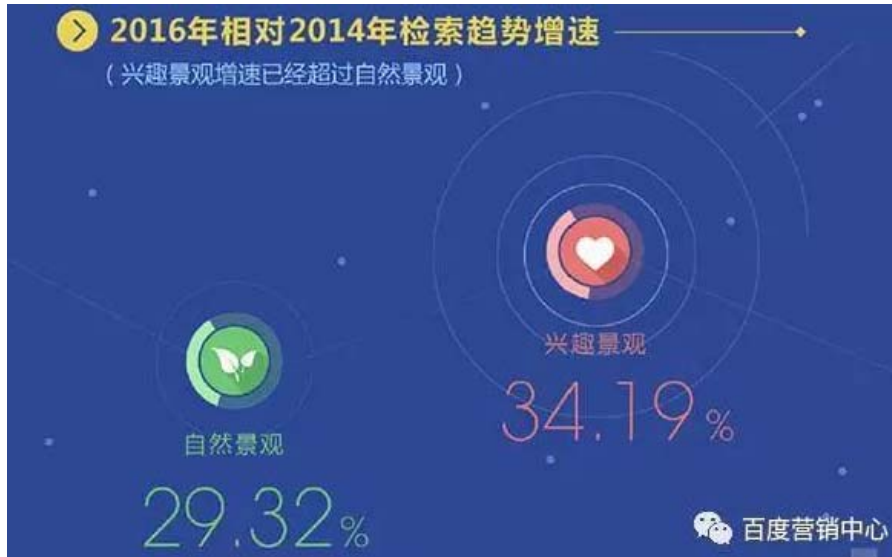 2016年相对2014年检索趋势增速
(兴趣景观增速已经超过自然景观)
兴趣景观
34.19%
自然景观
29.32%
百度营销中心